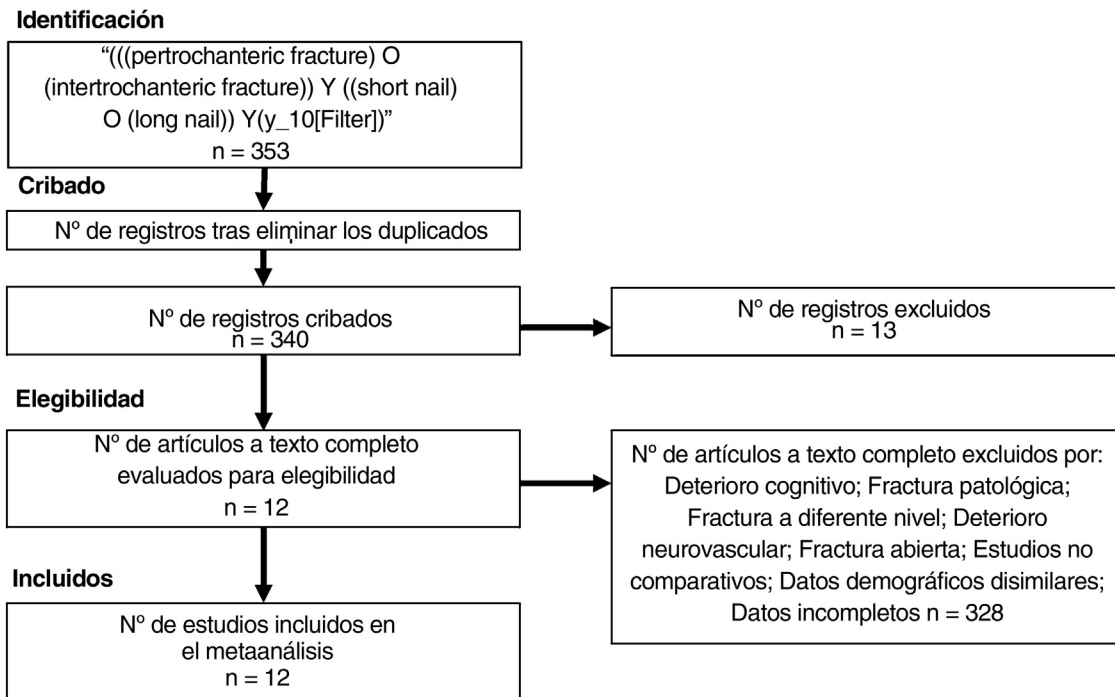 Identificación
“(((pertrochanteric fracture) O
(intertrochanteric fracture)) Y ((short nail)
O (long nail)) Y(y_10[Filter])”
n = 353
Cribado
Nº de registros tras eliminar los duplicados
Nº de registros cribados
n = 340
Nº de registros excluidos
n = 13
Elegibilidad
Nº de artículos a texto completo
evaluados para elegibilidad
n = 12
Nº de artículos a texto completo excluidos por:
Deterioro cognitivo; Fractura patológica;
Fractura a diferente nivel; Deterioro
neurovascular; Fractura abierta; Estudios no
comparativos; Datos demográficos disimilares;
Datos incompletos n = 328
Incluidos
Nº de estudios incluidos en
el metaanálisis
n = 12